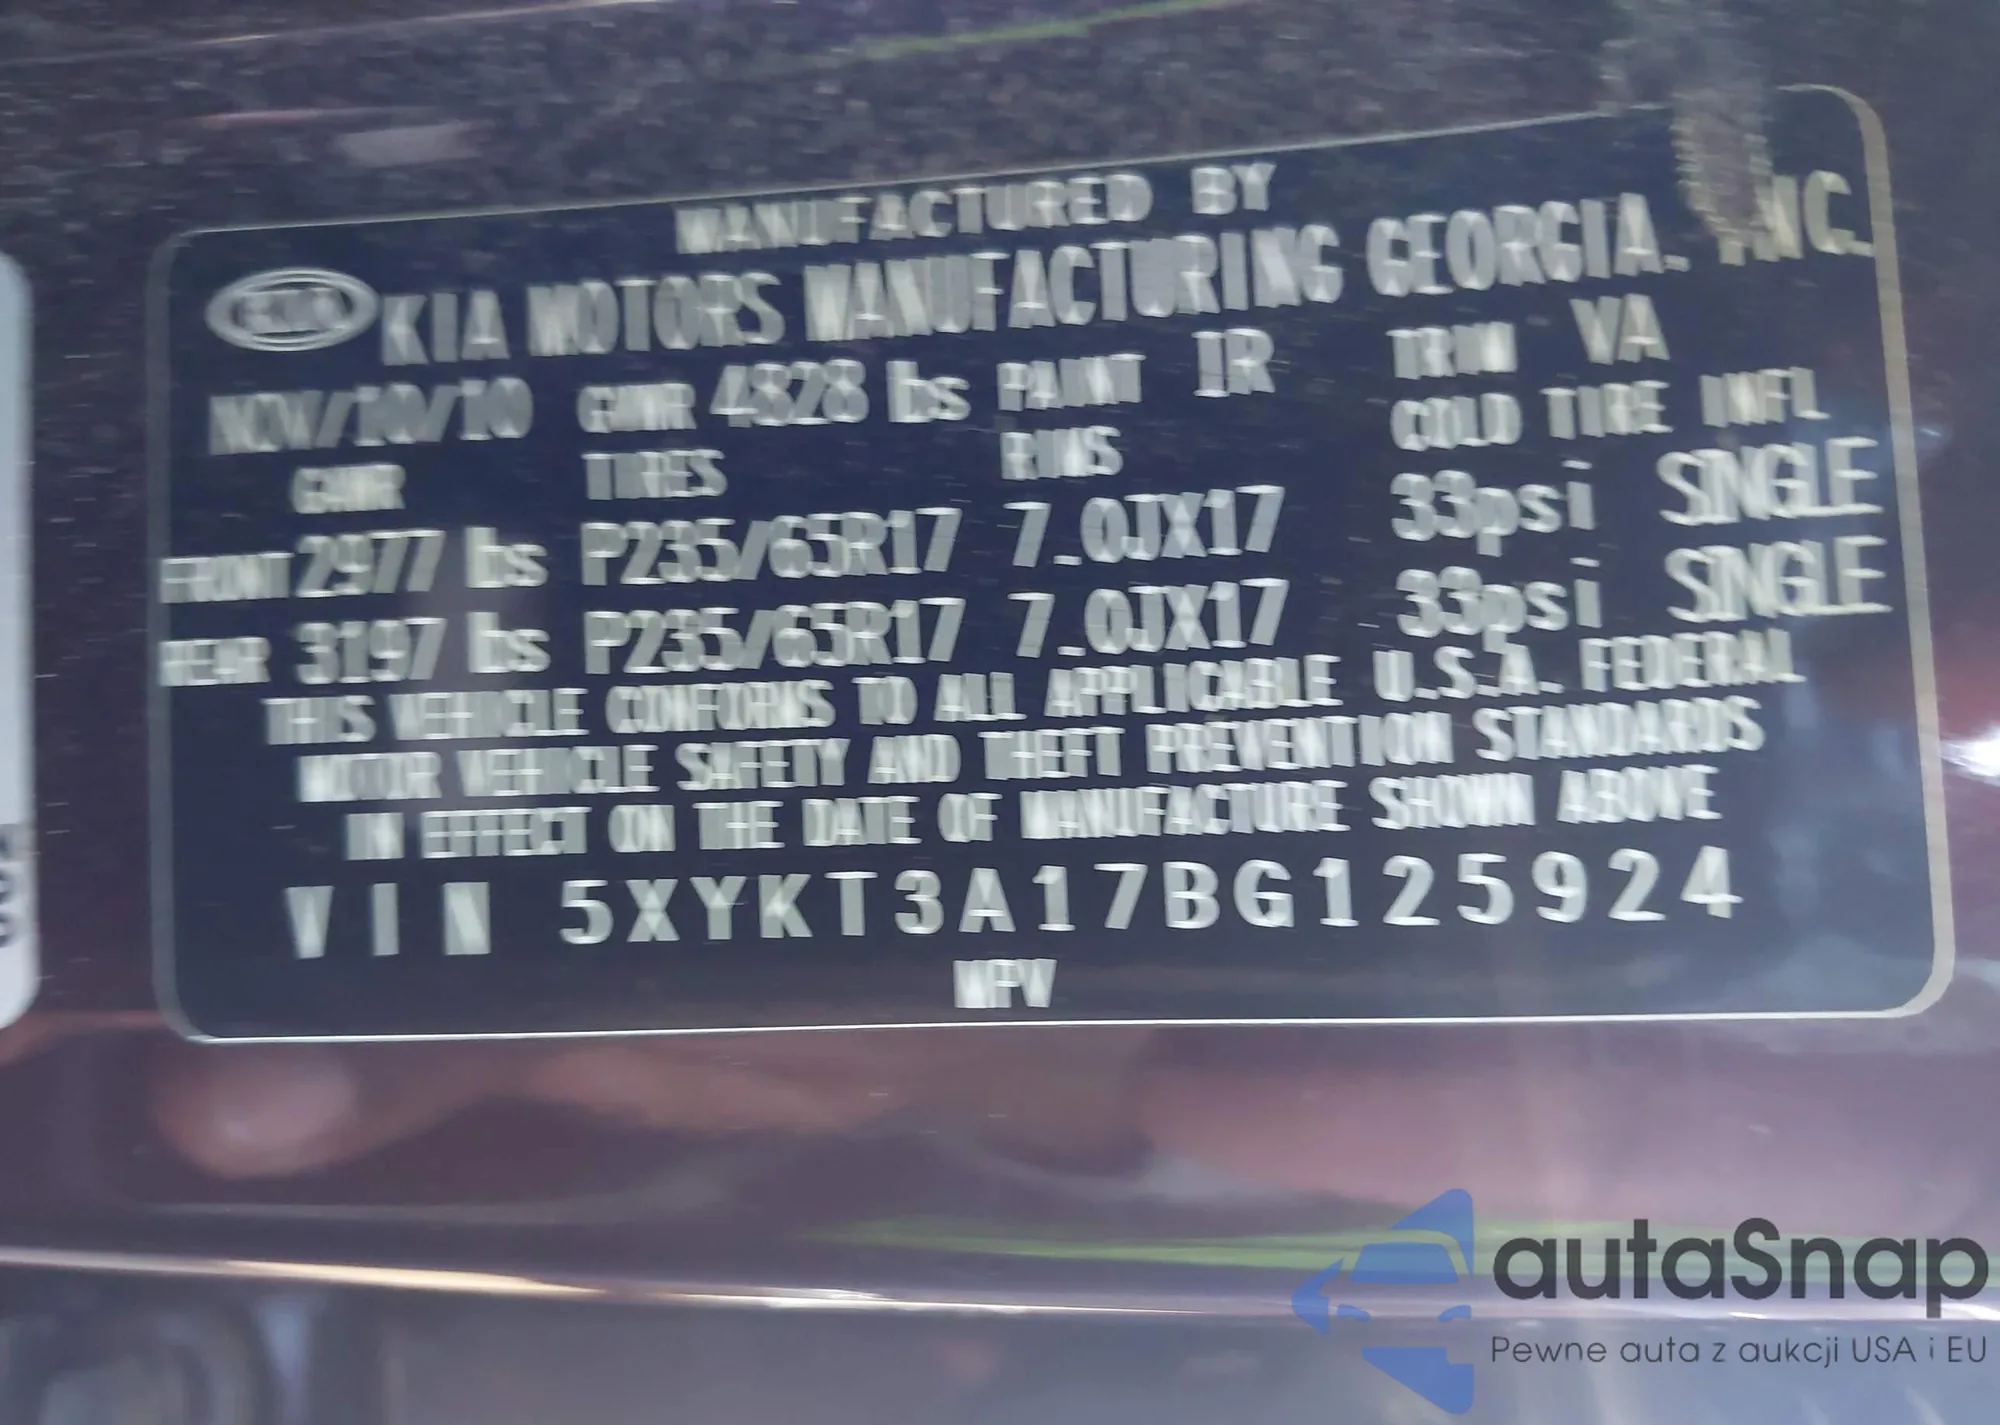 MANUFACTURED BY
KIA KIA MOTORS MANUFACTURING GEORGIA. INC.
NOV/10/10 GVWR 4828 lbs PAINT IR TRIM VA
GAWR TIRES RIMS COLD TIRE INFL
FRONT 2977 lbs P235/65R17 7.0JX17 33psi SINGLE
REAR 3197 lbs P235/65R17 7.0JX17 33psi SINGLE
THIS VEHICLE CONFORMS TO ALL APPLICABLE U.S.A. FEDERAL
MOTOR VEHICLE SAFETY AND THEFT PREVENTION STANDARDS
IN EFFECT ON THE DATE OF MANUFACTURE SHOWN ABOVE
VIN 5XYKT3A17BG125924
MPV
autaSnap
Pewne auta z aukcji USA i EU